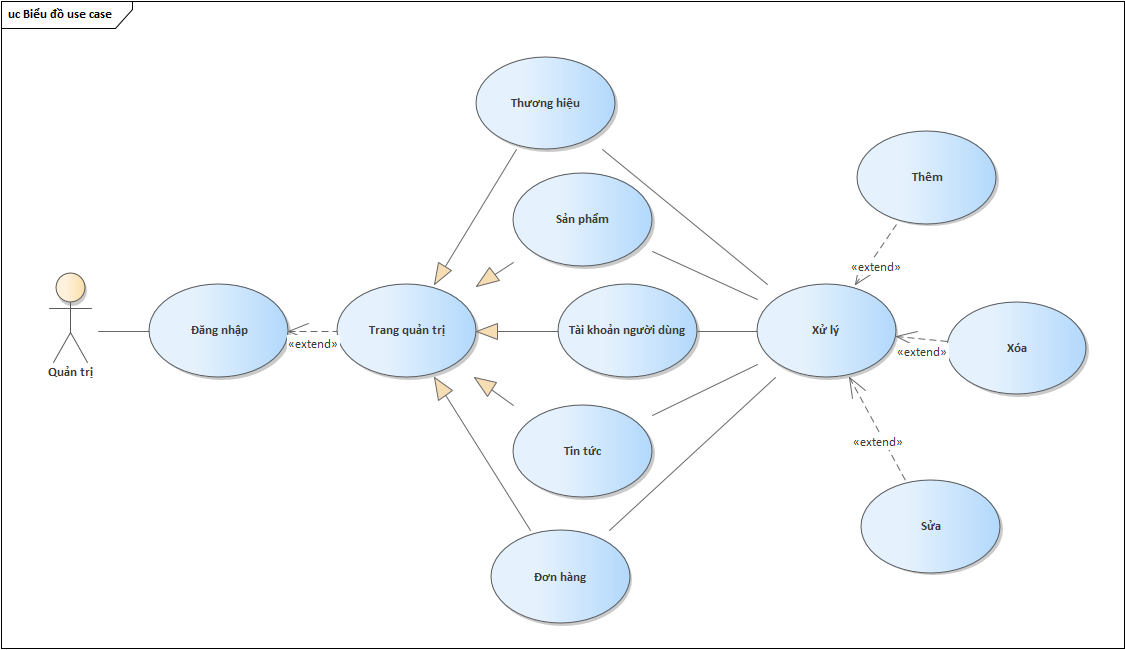 uc Biểu đồ use case
Thương hiệu
Thêm
Sản phẩm
«extend»
Đăng nhập
Trang quản trị
Tài khoản người dùng
Xử lý
«extend»
«extend»
Xóa
Quản trị
«extend»
Tin tức
Sửa
Đơn hàng